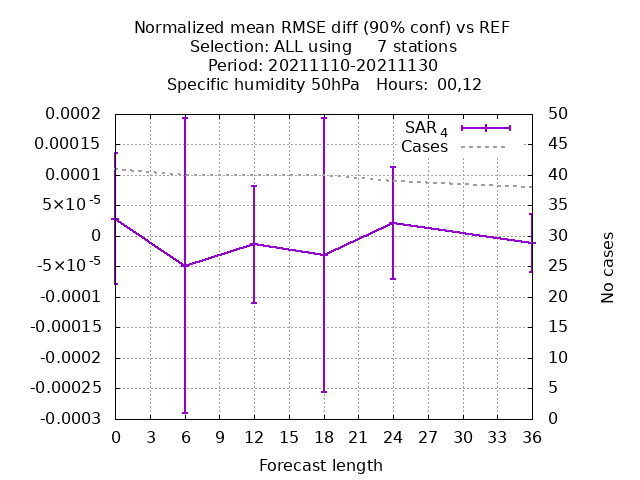 Normalized mean RMSE diff (90% conf) vs REF
Selection: ALL using     7 stations
Period: 20211110-20211130
Specific humidity 50hPa   Hours: 00,12
0.0002
0.00015
0.0001
5×10-5
0
-5×10-5
-0.0001
-0.00015
-0.0002
-0.00025
-0.0003
SAR4
Cases
50
45
40
35
30
25
20
15
10
5
0
No cases
0 3 6 9 12 15 18 21 24 27 30 33 36
Forecast length